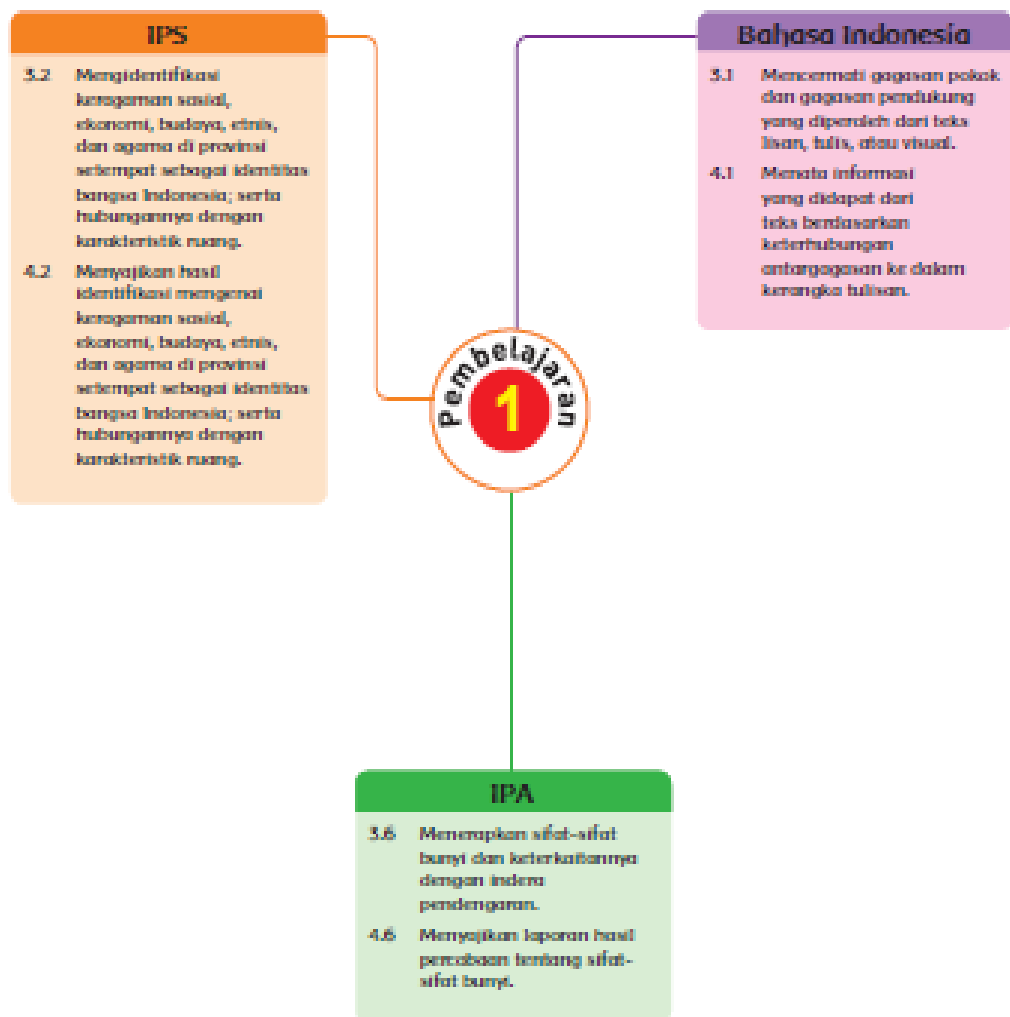 IPS
3.2 Mengidentifikasi
keragaman sosial,
ekonomi, budaya, etnis,
dan agama di provinsi
setempat sebagai identitas
bangsa Indonesia; serta
hubungannya dengan
karakteristik ruang.
4.2 Menyajikan hasil
identifikasi mengenai
keragaman sosial,
ekonomi, budaya, etnis,
dan agama di provinsi
setempat sebagai identitas
bangsa Indonesia; serta
hubungannya dengan
karakteristik ruang.
Bahasa Indonesia
3.1 Mencermati gagasan pokok
dan gagasan pendukung
yang diperoleh dari teks
lisan, tulis, atau visual.
4.1 Menata informasi
yang didapat dari
teks berdasarkan
keterhubungan
antargagasan ke dalam
kerangka tulisan.
Pembelajaran
1
IPA
3.6 Menerapkan sifat-sifat
bunyi dan keterkaitannya
dengan indera
pendengaran.
4.6 Menyajikan laporan hasil
percobaan tentang sifat-
sifat bunyi.